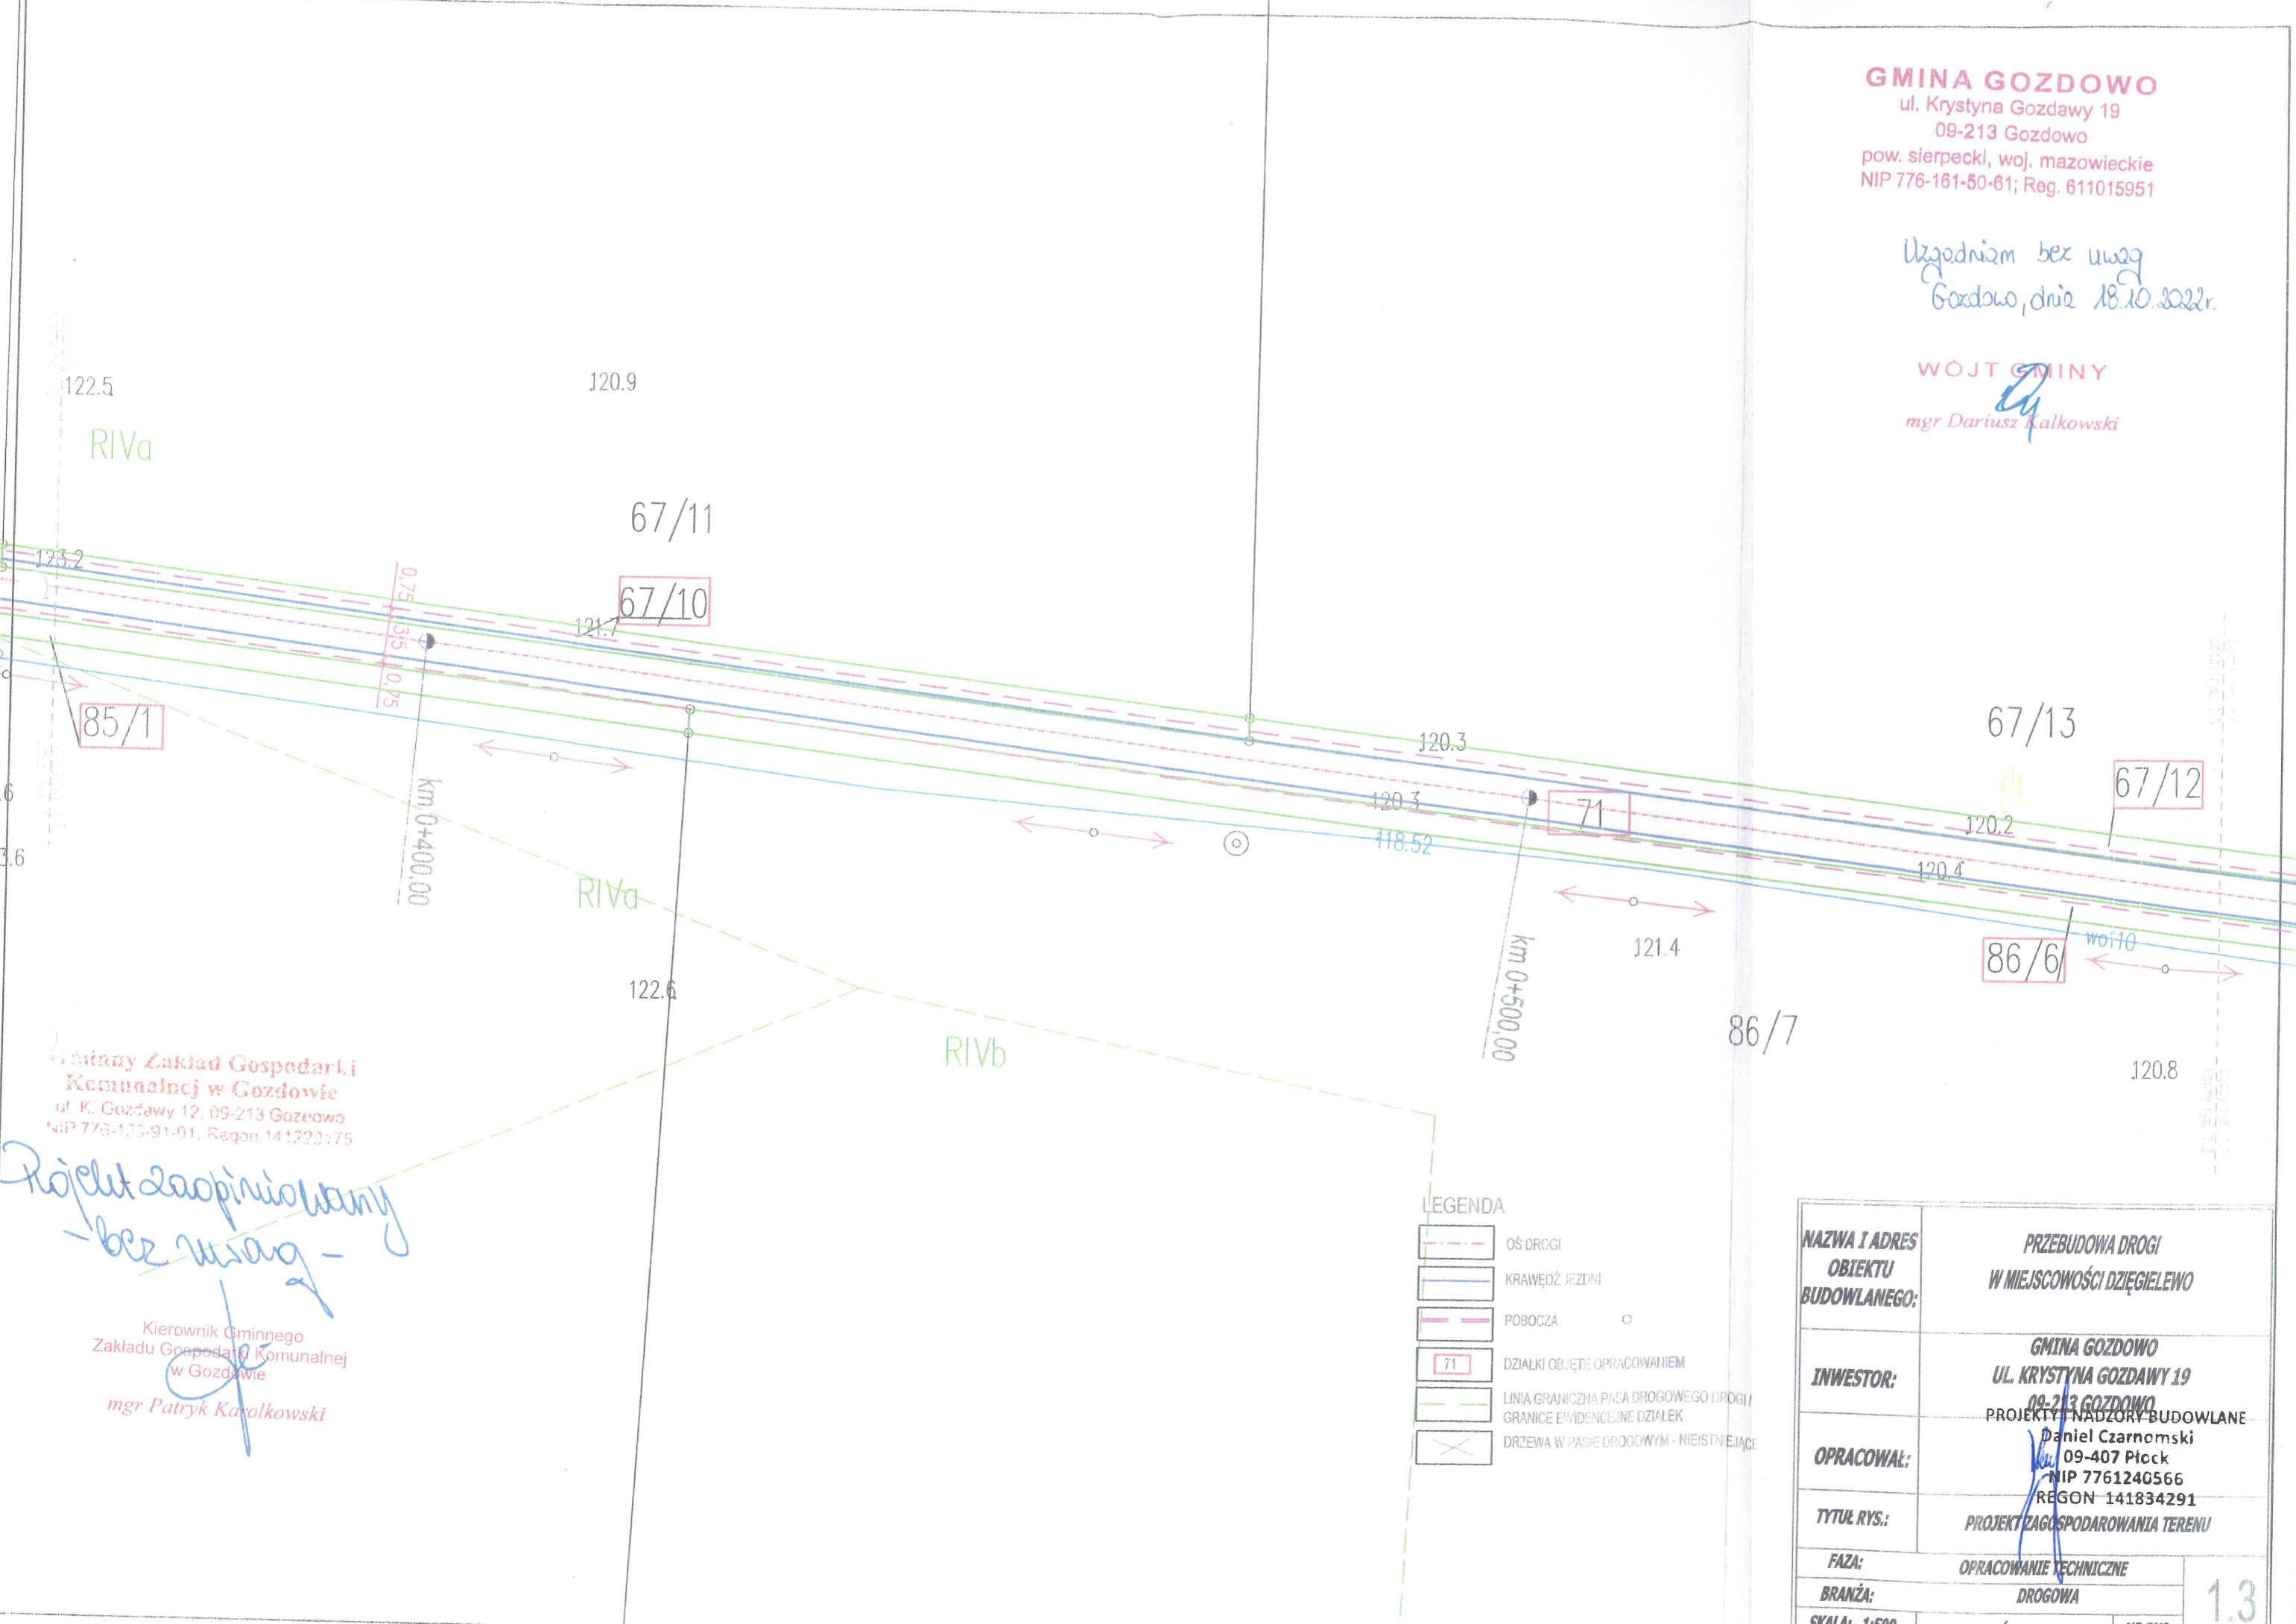 GMINA GOZDOWO
ul. Krystyna Gozdawy 19
09-213 Gozdowo
pow. sierpecki, woj. mazowieckie
NIP 776-161-50-61; Reg. 611015951
Uzgadniam bez uwag
Gozdowo, dnia 18.10.2022r.
WÓJT GMINY
mgr Dariusz Kalkowski
122.5
120.9
RIVa
67/11
123.2
0,75
3,5
0,75
67/10
121.7
85/1
km 0+400,00
120.3
67/13
dr
67/12
120.3
71
118.52
120.2
120.4
RIVa
121.4
86/6
wo110
3.6
122.6
km 0+500,00
86/7
RIVb
120.8
Gminny Zakład Gospodarki
Komunalnej w Gozdowie
ul. K. Gozdawy 12, 09-213 Gozdowo
Projekt zaopiniowany
- bez uwag -
Kierownik Gminnego
Zakładu Gospodarki Komunalnej
w Gozdowie
mgr Patryk Karolkowski
LEGENDA
OŚ DROGI
KRAWĘDŹ JEZDNI
POBOCZA
71 DZIAŁKI OBJĘTE OPRACOWANIEM
LINIA GRANICZNA PASA DROGOWEGO DROGI /
GRANICE EWIDENCEJNE DZIAŁEK
DRZEWA W PASIE DROGOWYM - NIEISTNIEJĄCE
NAZWA I ADRES
OBIEKTU
BUDOWLANEGO:
PRZEBUDOWA DROGI
W MIEJSCOWOŚCI DZIĘGIELEWO
INWESTOR:
GMINA GOZDOWO
UL. KRYSTYNA GOZDAWY 19
09-213 GOZDOWO
OPRACOWAŁ:
PROJEKTY I NADZORY BUDOWLANE
Daniel Czarnomski
09-407 Płock
NIP 7761240566
REGON 141834291
TYTUŁ RYS.:
PROJEKT ZAGOSPODAROWANIA TERENU
FAZA:
OPRACOWANIE TECHNICZNE
BRANŻA:
DROGOWA
1.3
SKALA: 1:500